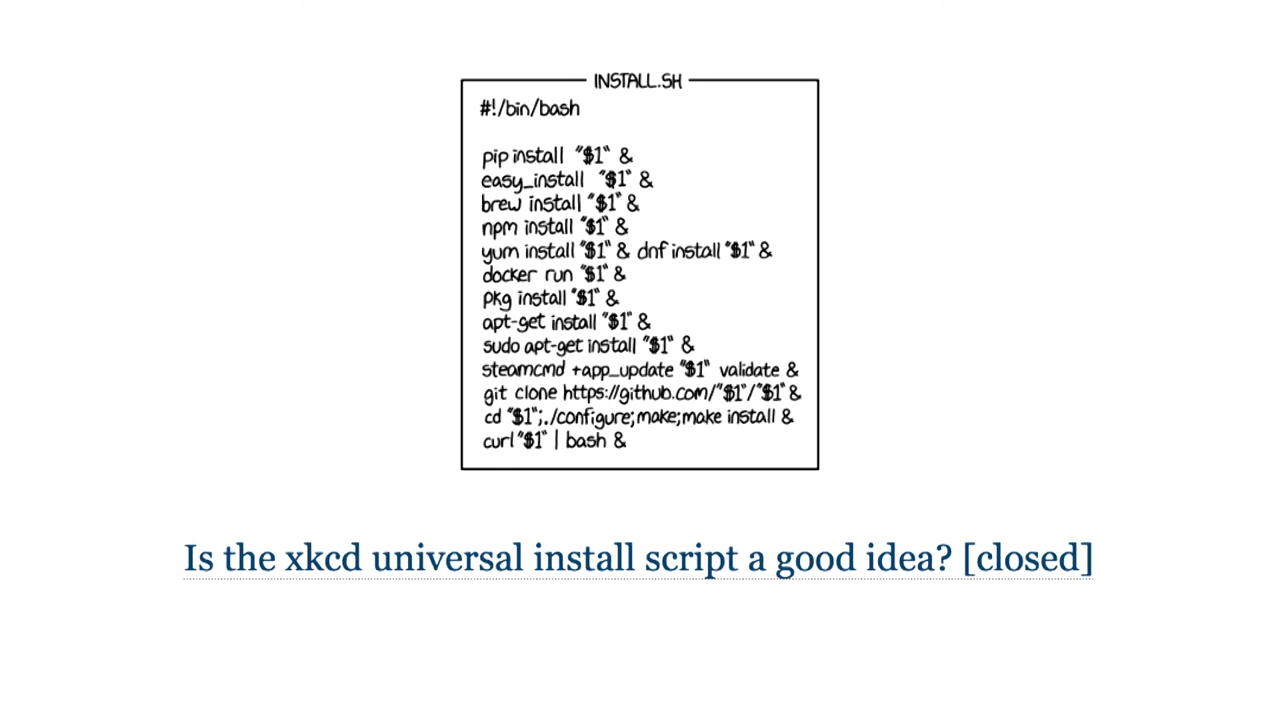 INSTALL.SH
#!/bin/bash
pip install "$1" &
easy_install "$1" &
brew install "$1" &
npm install "$1" &
yum install "$1" & dnf install "$1" &
docker run "$1" &
pkg install "$1" &
apt-get install "$1" &
sudo apt-get install "$1" &
steamcmd +app_update "$1" validate &
git clone https://github.com/"$1"/"$1" &
cd "$1";./configure;make;make install &
curl "$1" | bash &
Is the xkcd universal install script a good idea? [closed]